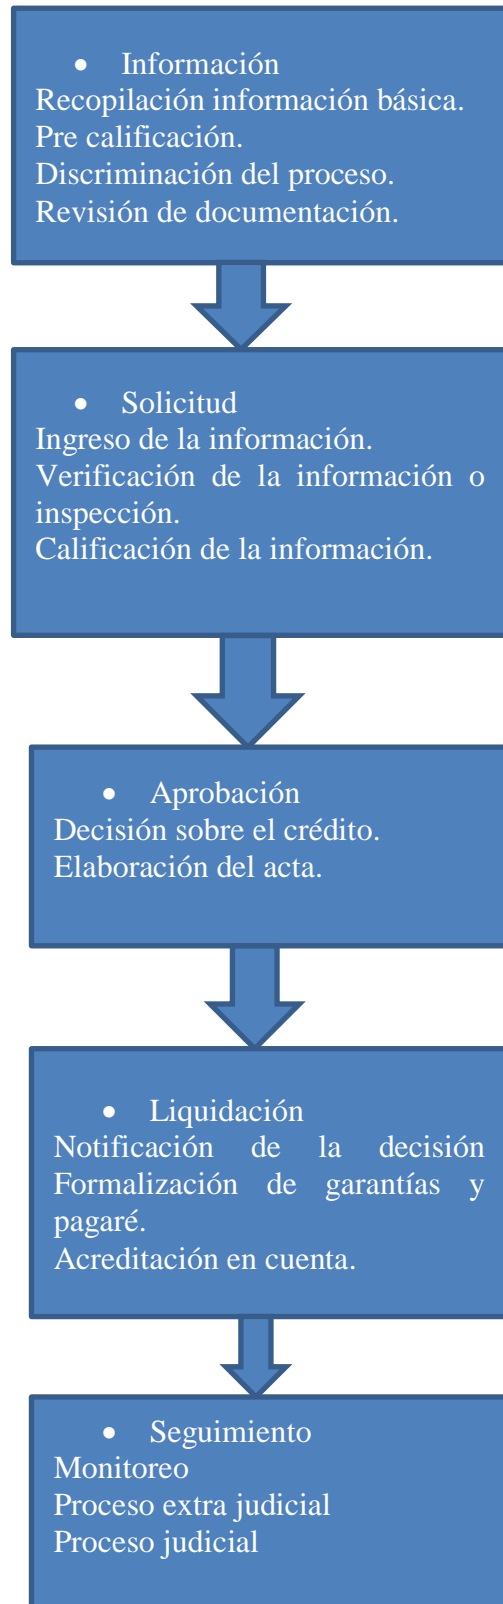 • Información
Recopilación información básica.
Pre calificación.
Discriminación del proceso.
Revisión de documentación.
• Solicitud
Ingreso de la información.
Verificación de la información o
inspección.
Calificación de la información.
• Aprobación
Decisión sobre el crédito.
Elaboración del acta.
• Liquidación
Notificación de la decisión
Formalización de garantías y
pagaré.
Acreditación en cuenta.
• Seguimiento
Monitoreo
Proceso extra judicial
Proceso judicial